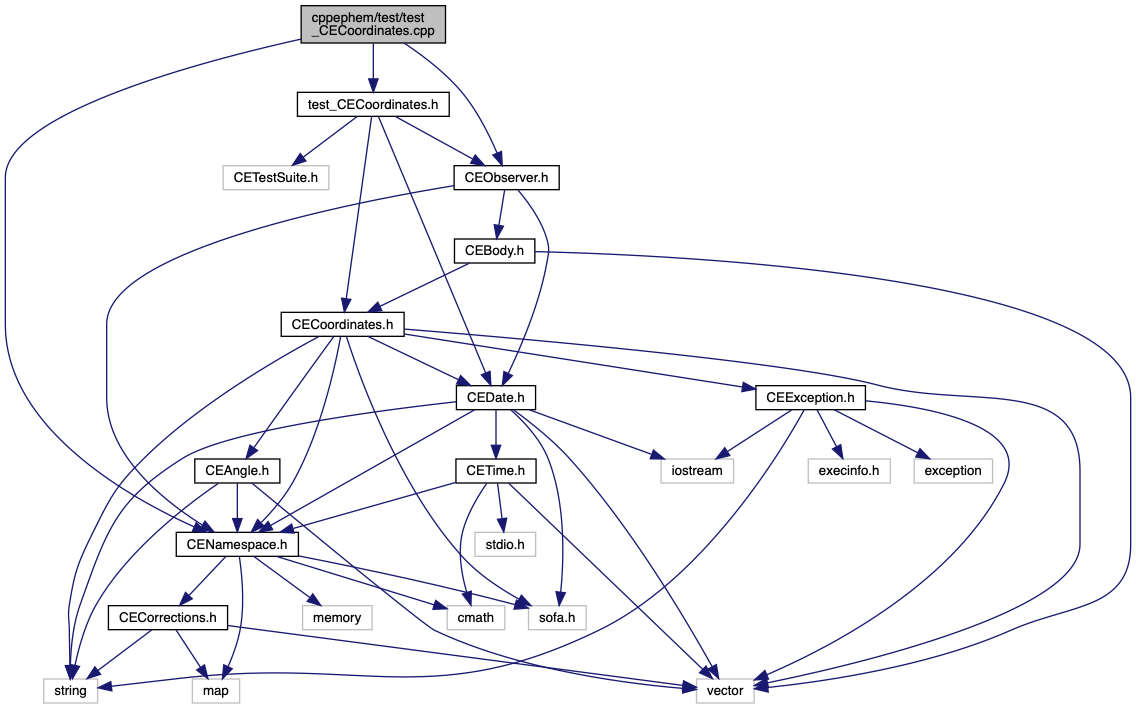 cppephem/test/test
_CECoordinates.cpp
test_CECoordinates.h
CETestSuite.h
CEObserver.h
CEBody.h
CECoordinates.h
CEDate.h
CEException.h
CEAngle.h
CETime.h
iostream
execinfo.h
exception
CENamespace.h
stdio.h
CECorrections.h
memory
cmath
sofa.h
string
map
vector